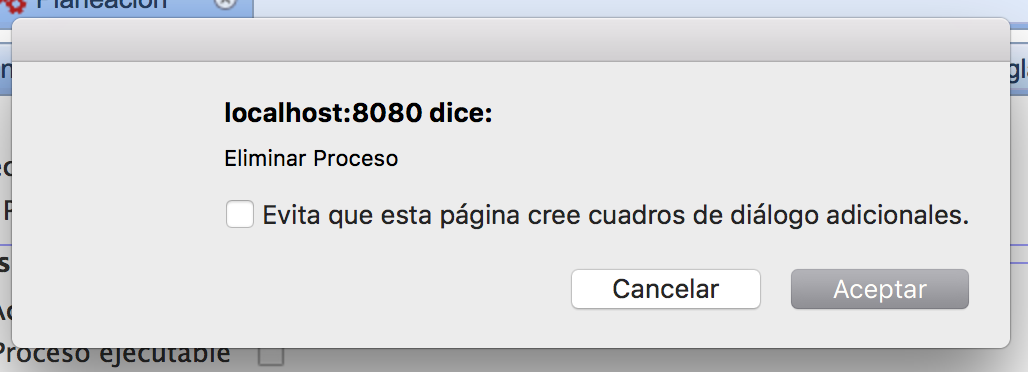 Planeación
localhost:8080 dice:
Eliminar Proceso
Evita que esta página cree cuadros de diálogo adicionales.
Cancelar
Aceptar
Proceso ejecutable